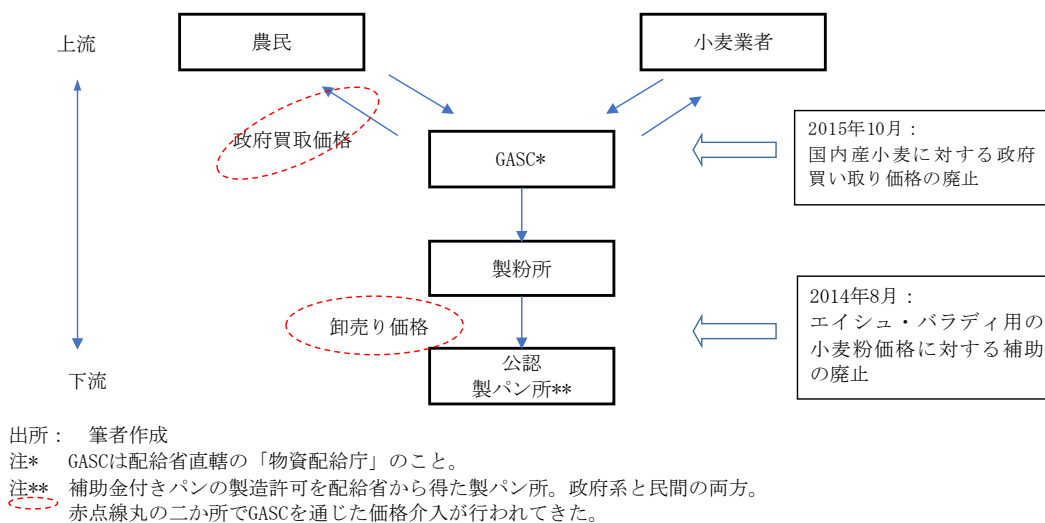 上流
農民
小麦業者
政府買取価格
GASC*
2015年10月：
国内産小麦に対する政府
買い取り価格の廃止
製粉所
卸売り価格
2014年8月：
エイシュ・バラディ用の
小麦粉価格に対する補助
の廃止
公認
製パン所**
下流
出所： 筆者作成
注* GASCは配給省直轄の「物資配給庁」のこと。
注** 補助金付きパンの製造許可を配給省から得た製パン所。政府系と民間の両方。
赤点線丸の二か所でGASCを通じた価格介入が行われてきた。